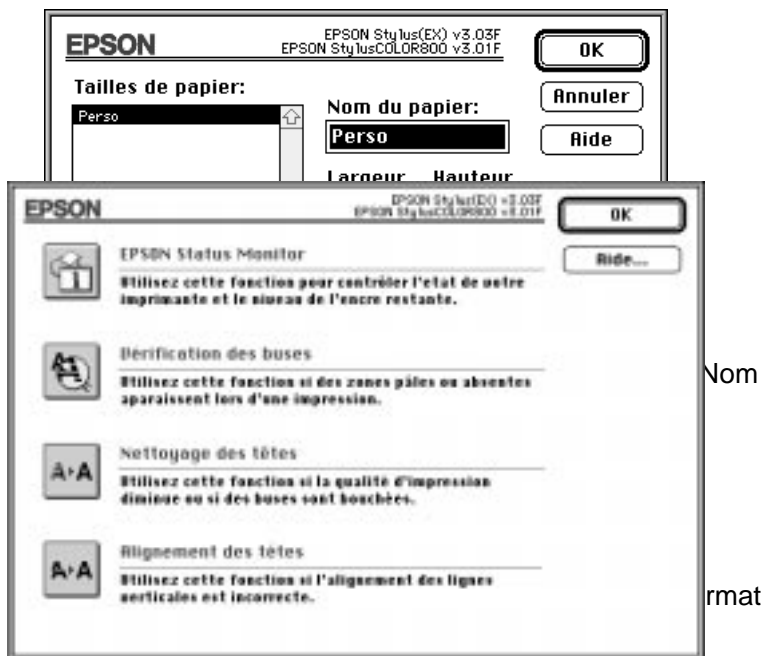 EPSON
EPSON Stylus(EX) v3.03F
EPSON StylusCOLOR800 v3.01F
OK
Tailles de papier:
Perso
Nom du papier:
Perso
Annuler
Aide
Largeur Hauteur
EPSON
EPSON Stylus(EX) v3.03F
EPSON StylusCOLOR800 v3.01F
OK
Aide...
EPSON Status Monitor
Utilisez cette fonction pour contrôler l'etat de votre
imprimante et le niveau de l'encre restante.
Vérification des buses
Utilisez cette fonction si des zones pâles ou absentes
aparaissent lors d'une impression.
Nettoyage des têtes
Utilisez cette fonction si la qualité d'impression
diminue ou si des buses sont bouchées.
Alignement des têtes
Utilisez cette fonction si l'alignement des lignes
verticales est incorrecte.
Nom
rmat